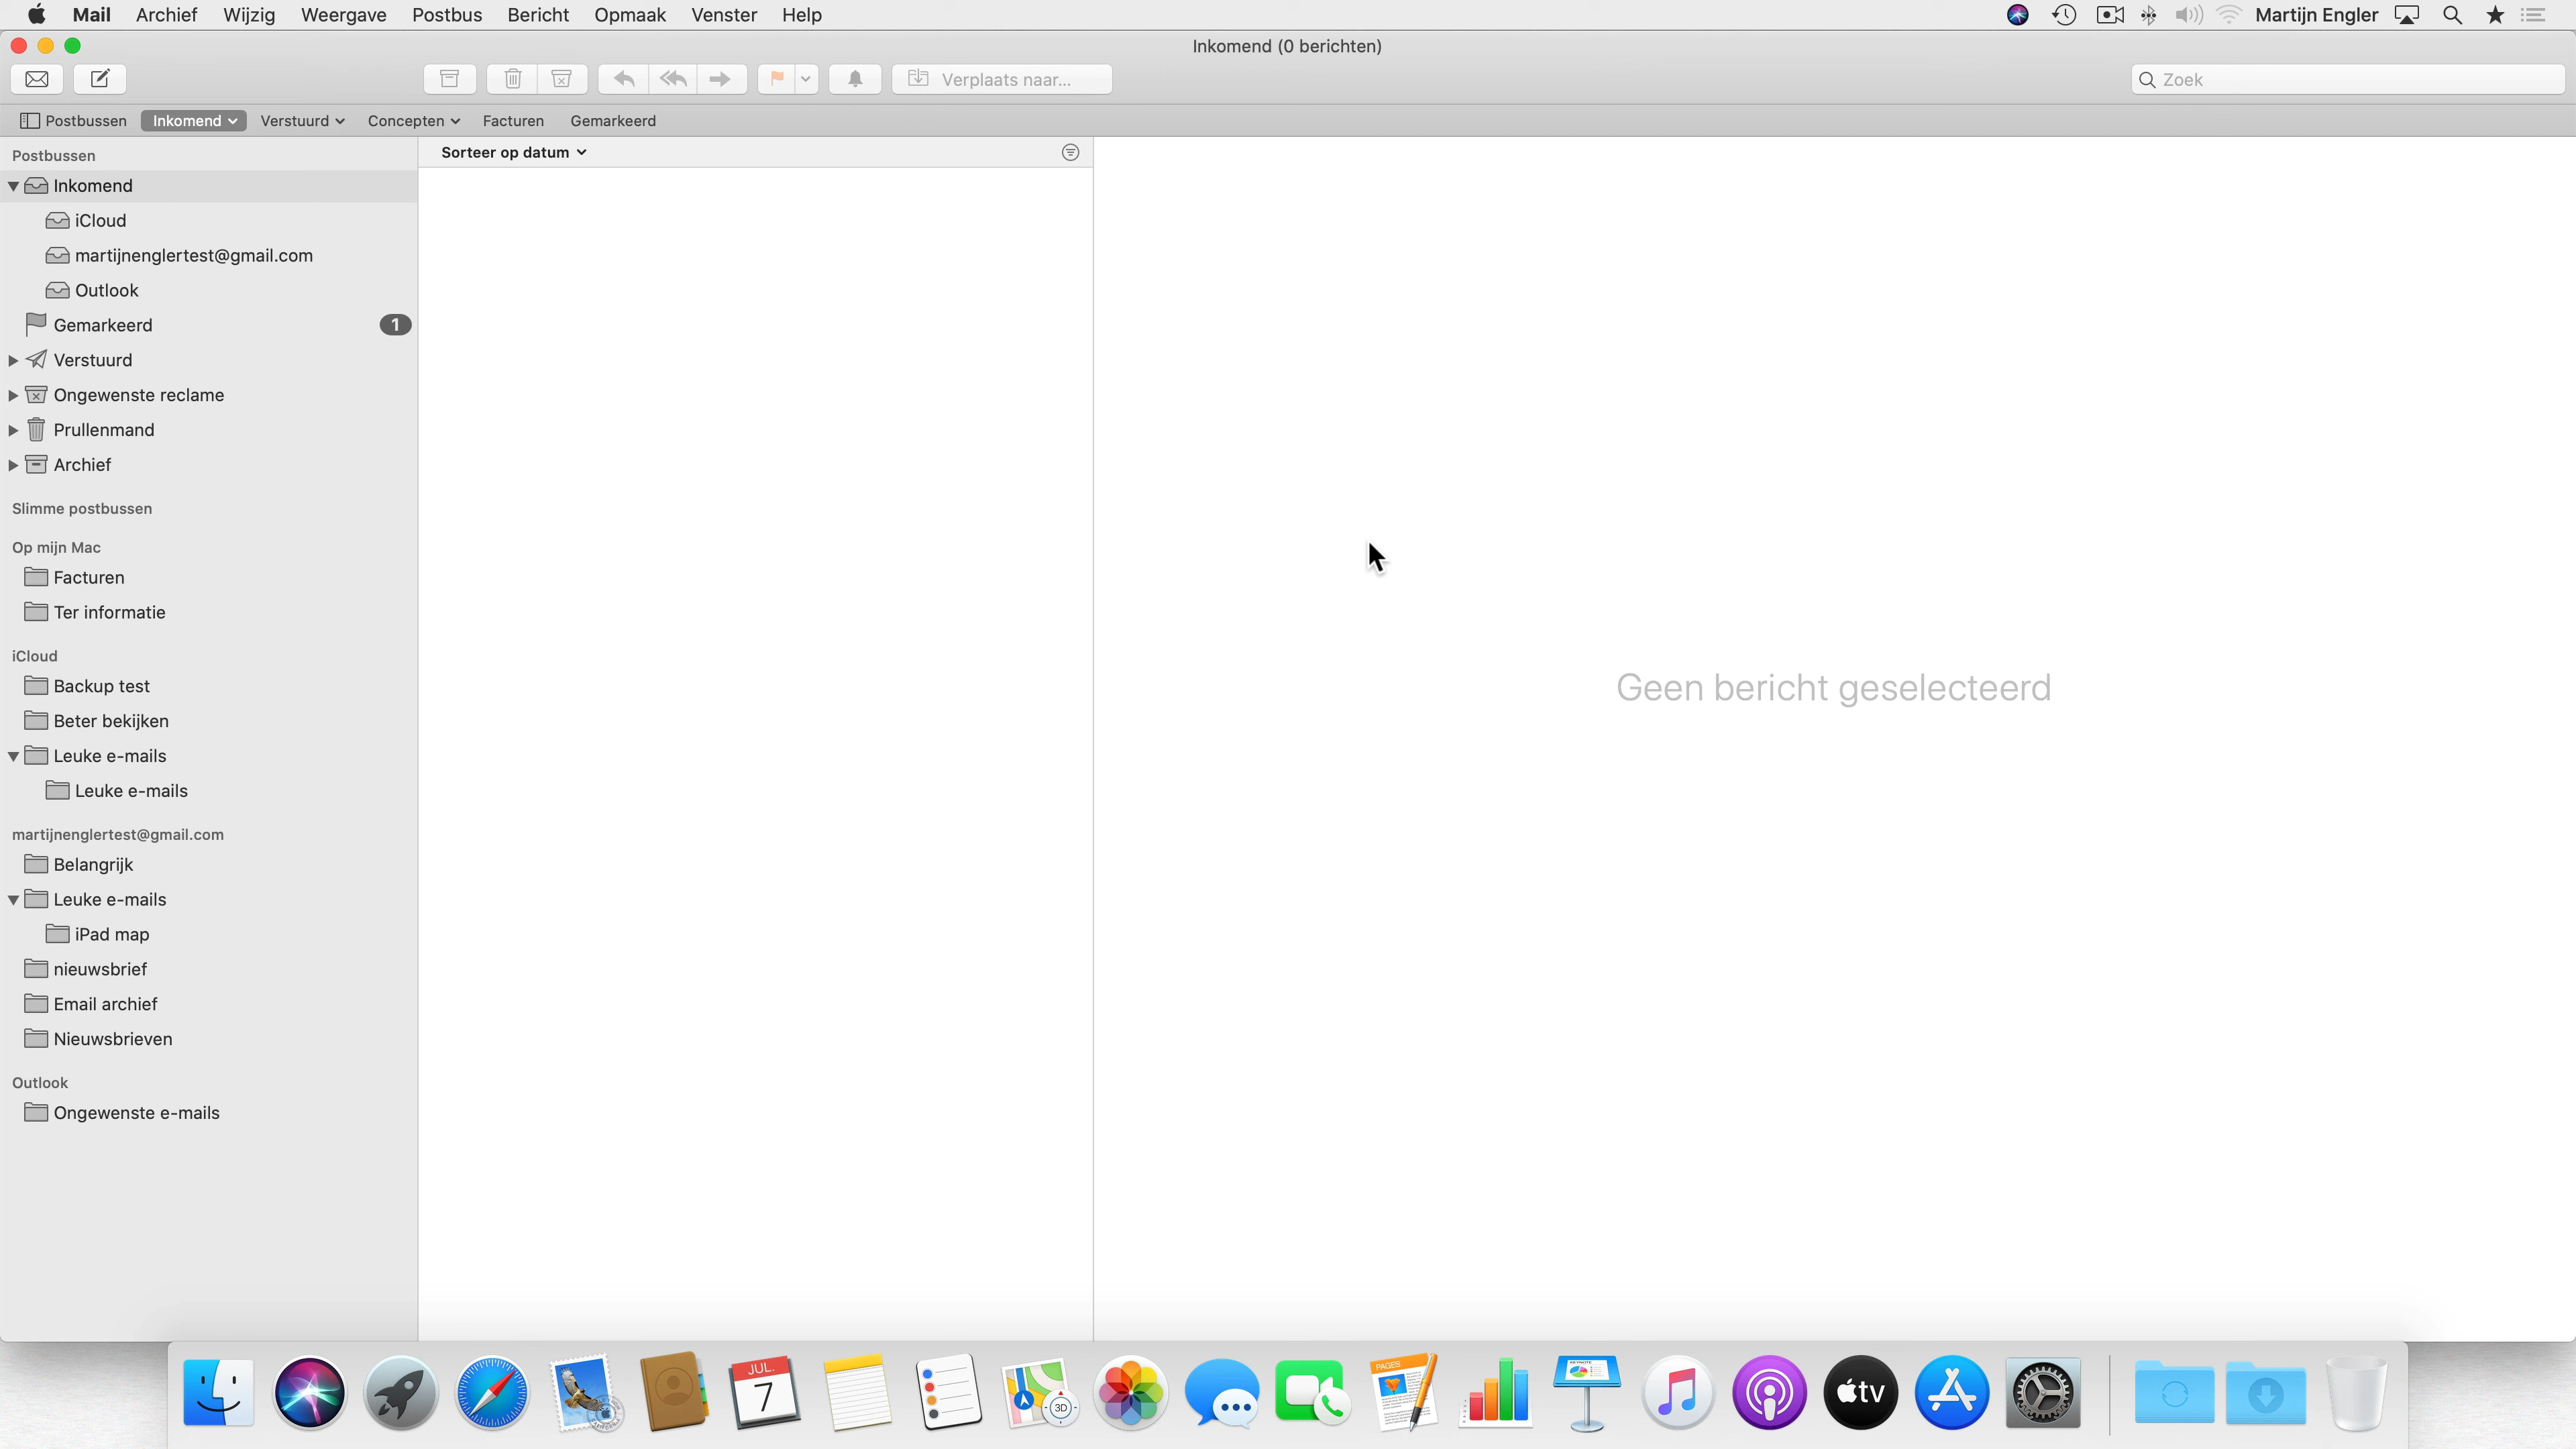 Mail Archief Wijzig Weergave Postbus Bericht Opmaak Venster Help Martijn Engler
Inkomend (0 berichten)
Verplaats naar... Zoek
Postbussen Inkomend Verstuurd Concepten Facturen Gemarkeerd
Postbussen
Sorteer op datum
Inkomend
iCloud
martijnenglertest@gmail.com
Outlook
Gemarkeerd 1
Verstuurd
Ongewenste reclame
Prullenmand
Archief
Slimme postbussen
Op mijn Mac
Facturen
Ter informatie
iCloud
Backup test
Beter bekijken
Leuke e-mails
Leuke e-mails
martijnenglertest@gmail.com
Belangrijk
Leuke e-mails
iPad map
nieuwsbrief
Email archief
Nieuwsbrieven
Outlook
Ongewenste e-mails
Geen bericht geselecteerd
JUL.
7
3D
PAGES
KEYNOTE
tv